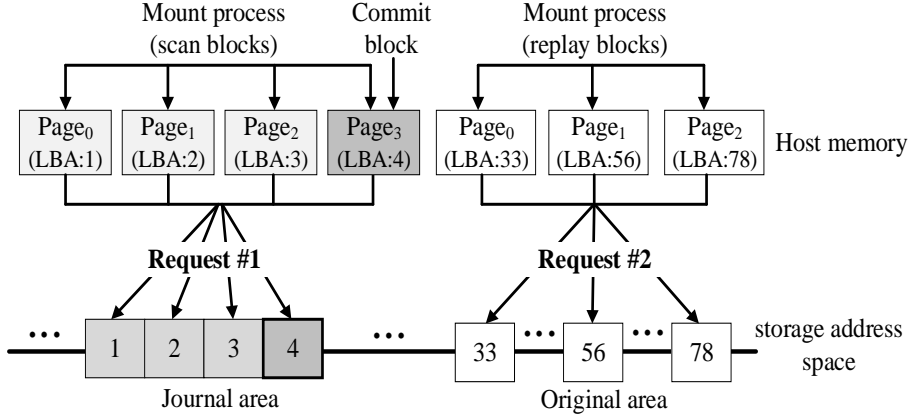 Mount process
(scan blocks)
Commit
block
Mount process
(replay blocks)
Page0
(LBA:1)
Page1
(LBA:2)
Page2
(LBA:3)
Page3
(LBA:4)
Page0
(LBA:33)
Page1
(LBA:56)
Page2
(LBA:78)
Host memory
Request #1
Request #2
... 1 2 3 4 ... 33 ... 56 ... 78
storage address
space
Journal area
Original area